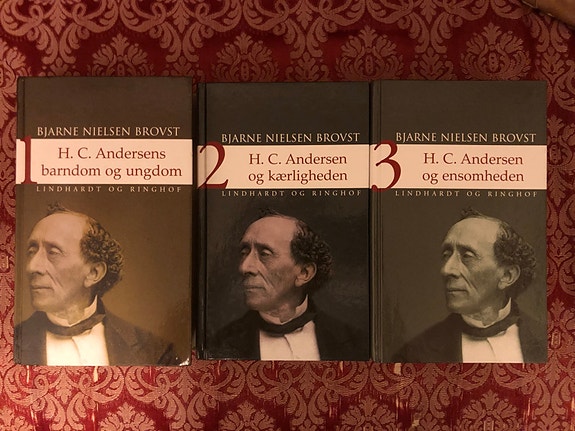 BJARNE NIELSEN BROVST
1
H. C. Andersens
barndom og ungdom
LINDHARDT OG RINGHOF
BJARNE NIELSEN BROVST
2
H. C. Andersen
og kærligheden
LINDHARDT OG RINGHOF
BJARNE NIELSEN BROVST
3
H. C. Andersen
og ensomheden
LINDHARDT OG RINGHOF